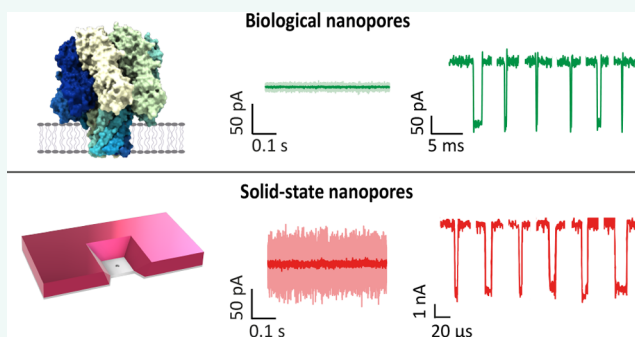 Biological nanopores
50 pA
0.1 s
50 pA
5 ms
Solid-state nanopores
50 pA
0.1 s
1 nA
20 µs